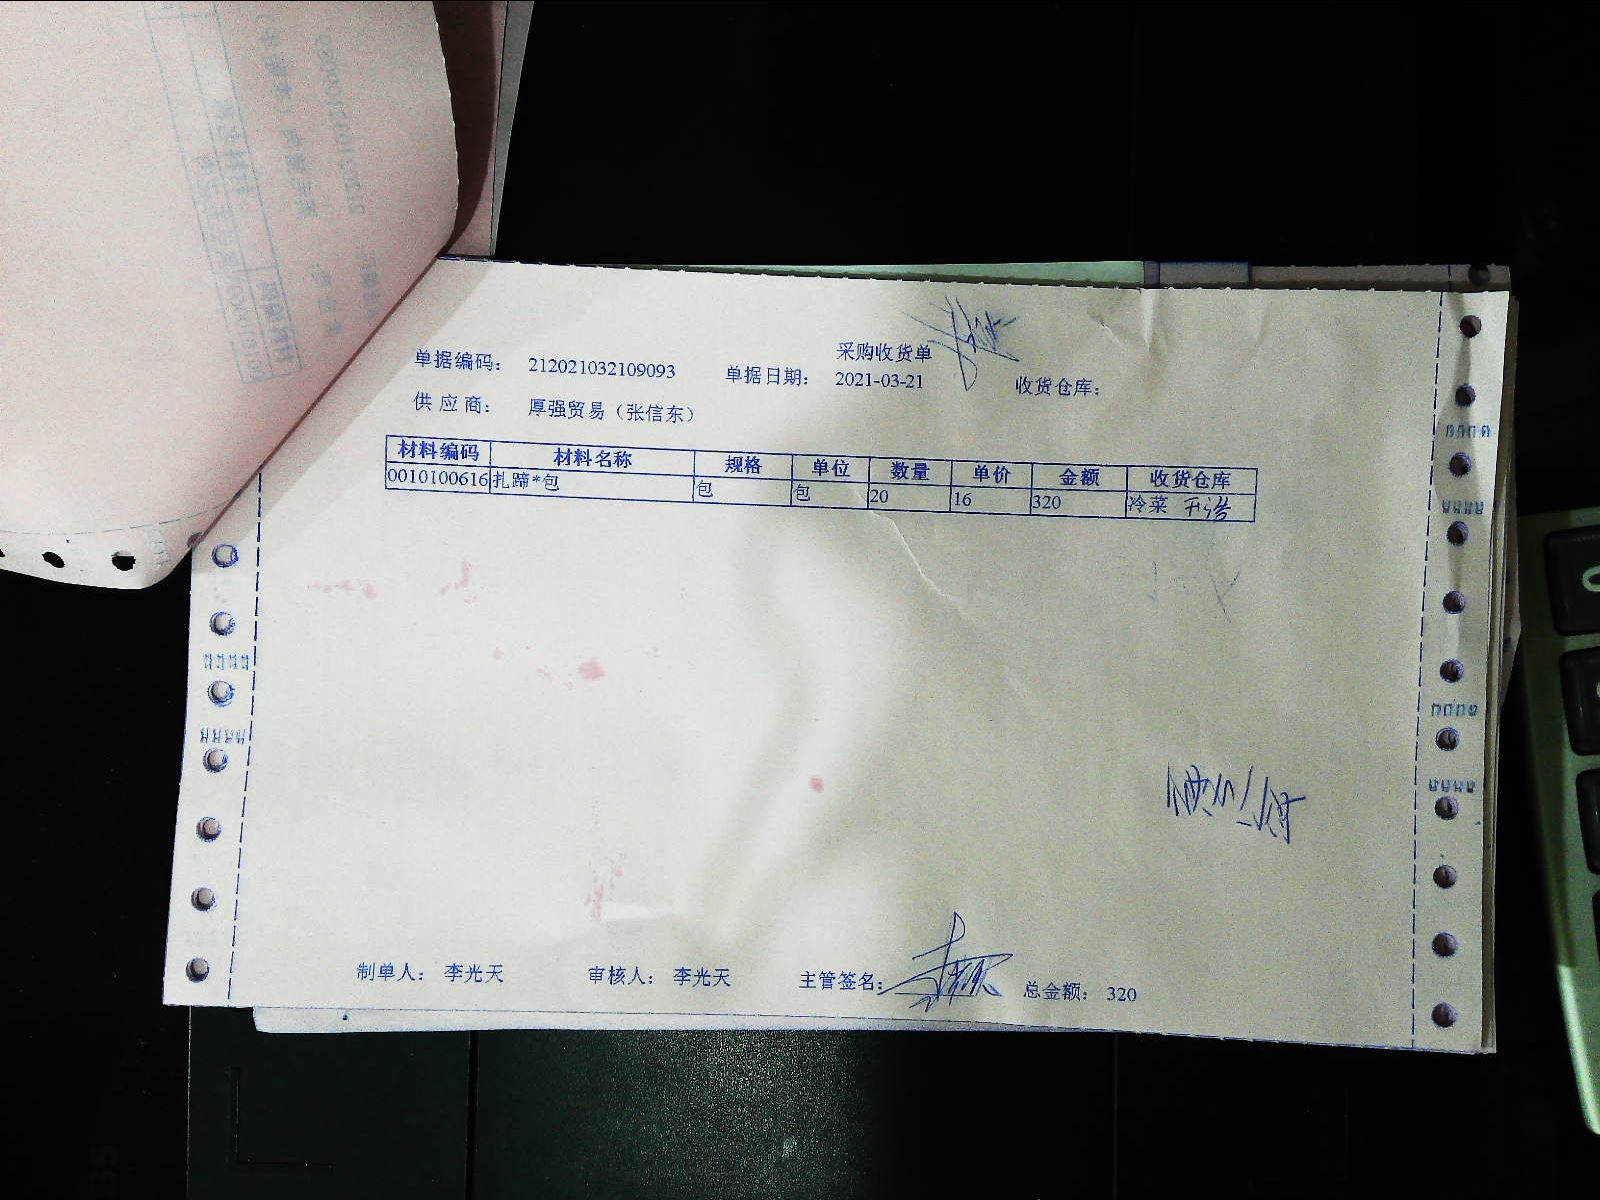 采购收货单
单据编码： 212021032109093 单据日期： 2021-03-21 收货仓库：
供应商： 厚强贸易（张信东）
材料编码 材料名称 规格 单位 数量 单价 金额 收货仓库
0010100616 扎蹄*包 包 包 20 16 320 冷菜
制单人： 李光天 审核人： 李光天 主管签名： 总金额： 320